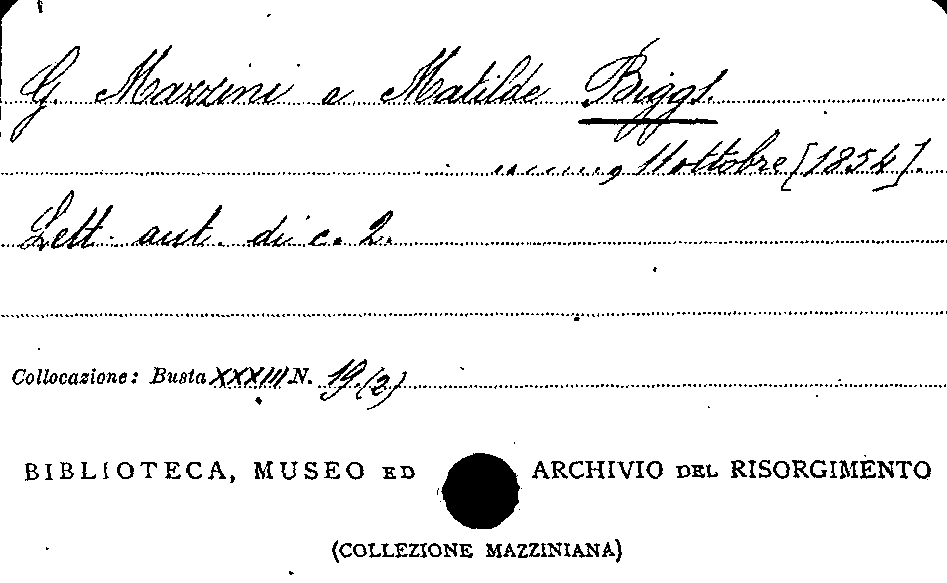 G. Mazzini a Matilde Biggs.
....., 11 ottobre [1854].
Lett. aut. di c. 2.
Collocazione: Busta XXXIII N. 19.(2)
BIBLIOTECA, MUSEO ED ARCHIVIO DEL RISORGIMENTO
(COLLEZIONE MAZZINIANA)